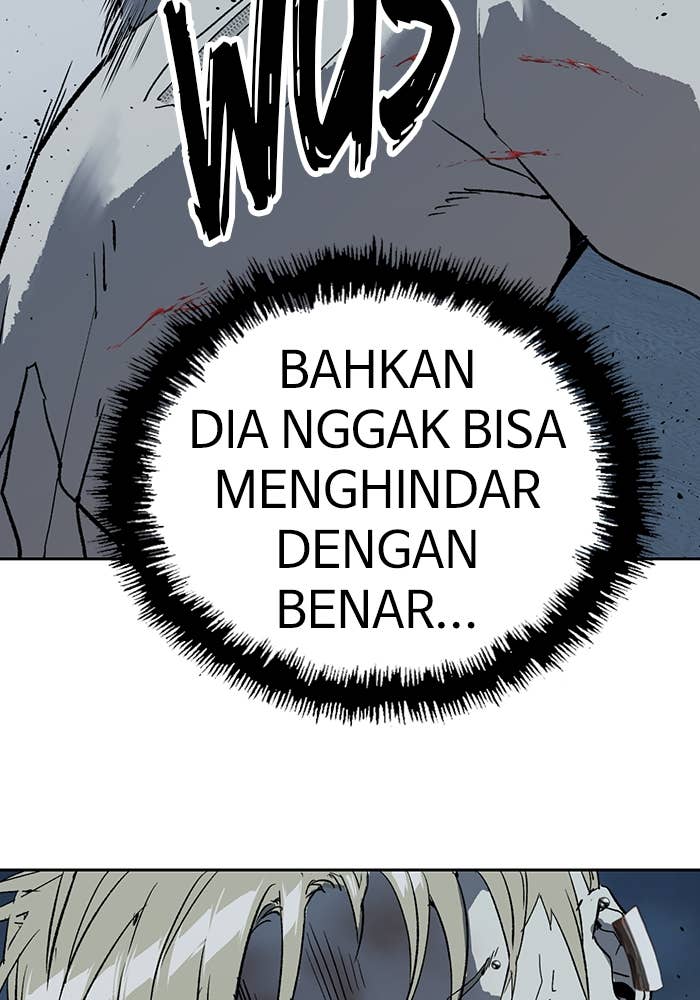 WUS
BAHKAN
DIA NGGAK BISA
MENGHINDAR
DENGAN
BENAR...